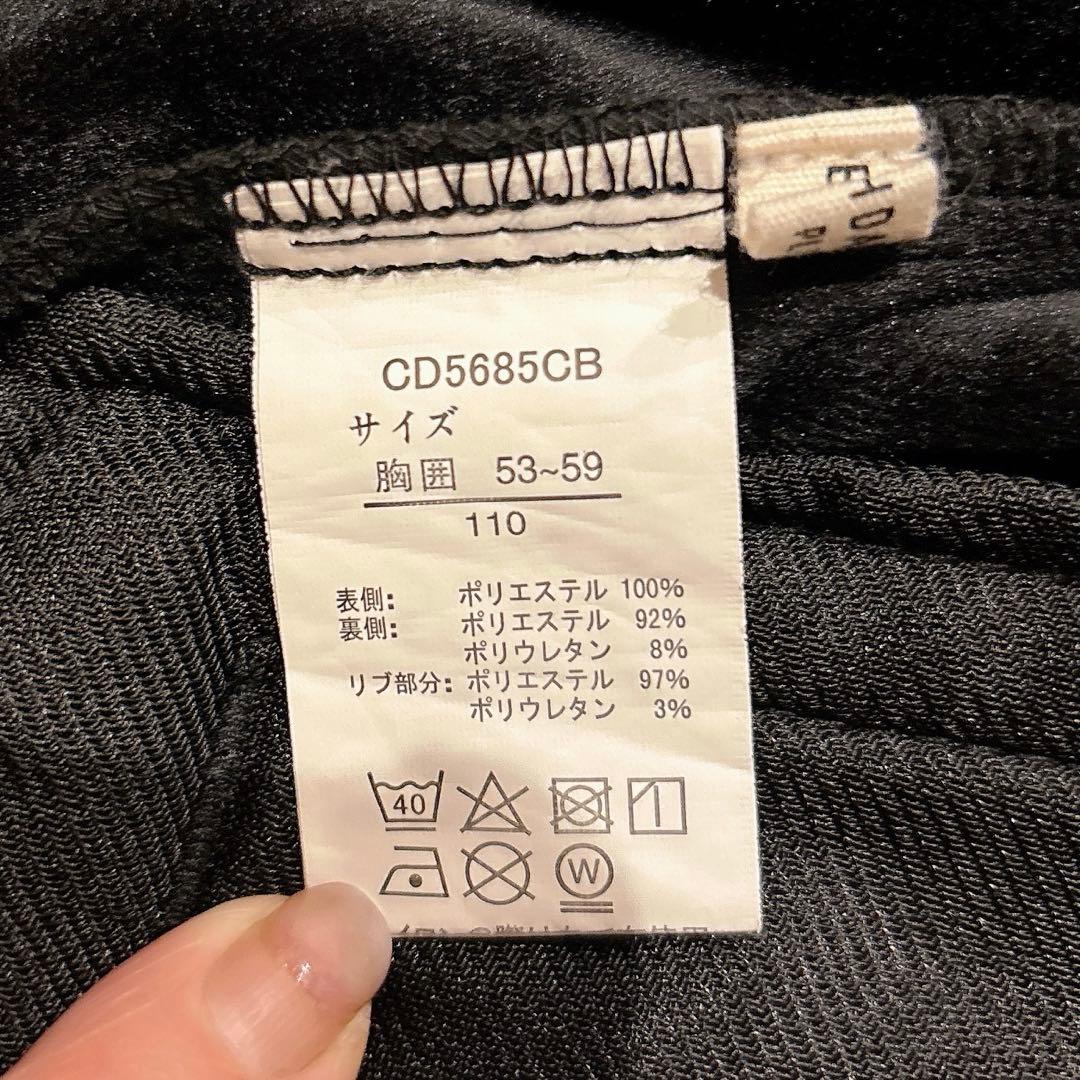 CD5685CB
サイズ
胸囲 53~59
110
表側: ポリエステル 100%
裏側: ポリエステル 92%
ポリウレタン 8%
リブ部分: ポリエステル 97%
ポリウレタン 3%
40
W